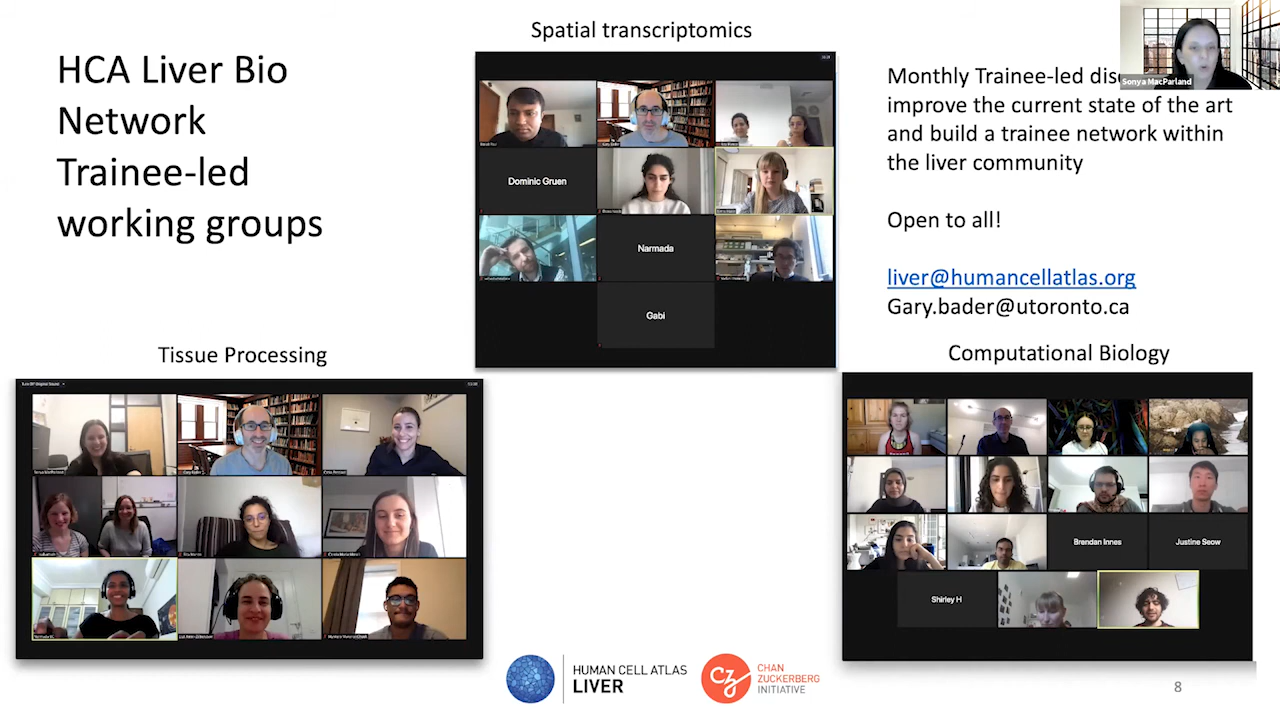 HCA Liver Bio
Network
Trainee-led
working groups
Spatial transcriptomics
Dominic Gruen
Narmada
Gabi
Sonya MacParland
Monthly Trainee-led
improve the current state of the art
and build a trainee network within
the liver community
Open to all!
liver@humancellatlas.org
Gary.bader@utoronto.ca
Tissue Processing
Computational Biology
Brendan Innes
Justine Seow
Shirley H
HUMAN CELL ATLAS
LIVER
CZ
CHAN
ZUCKERBERG
INITIATIVE
8